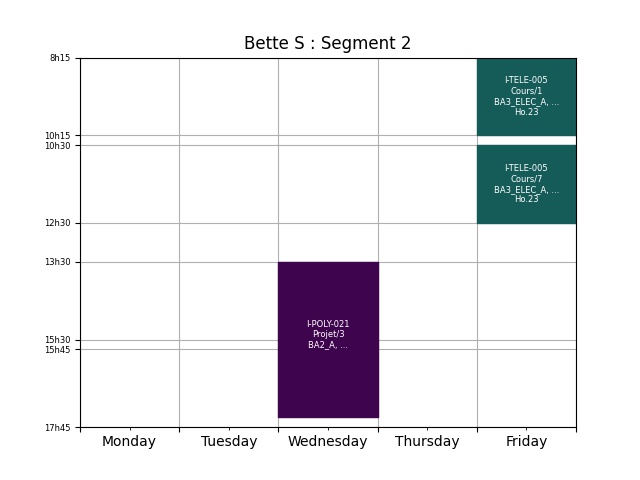 Bette S : Segment 2
8h15
I-TELE-005
Cours/1
BA3_ELEC_A, ...
Ho.23
10h15
10h30
I-TELE-005
Cours/7
BA3_ELEC_A, ...
Ho.23
12h30
13h30
I-POLY-021
Projet/3
BA2_A, ...
15h30
15h45
17h45
Monday Tuesday Wednesday Thursday Friday